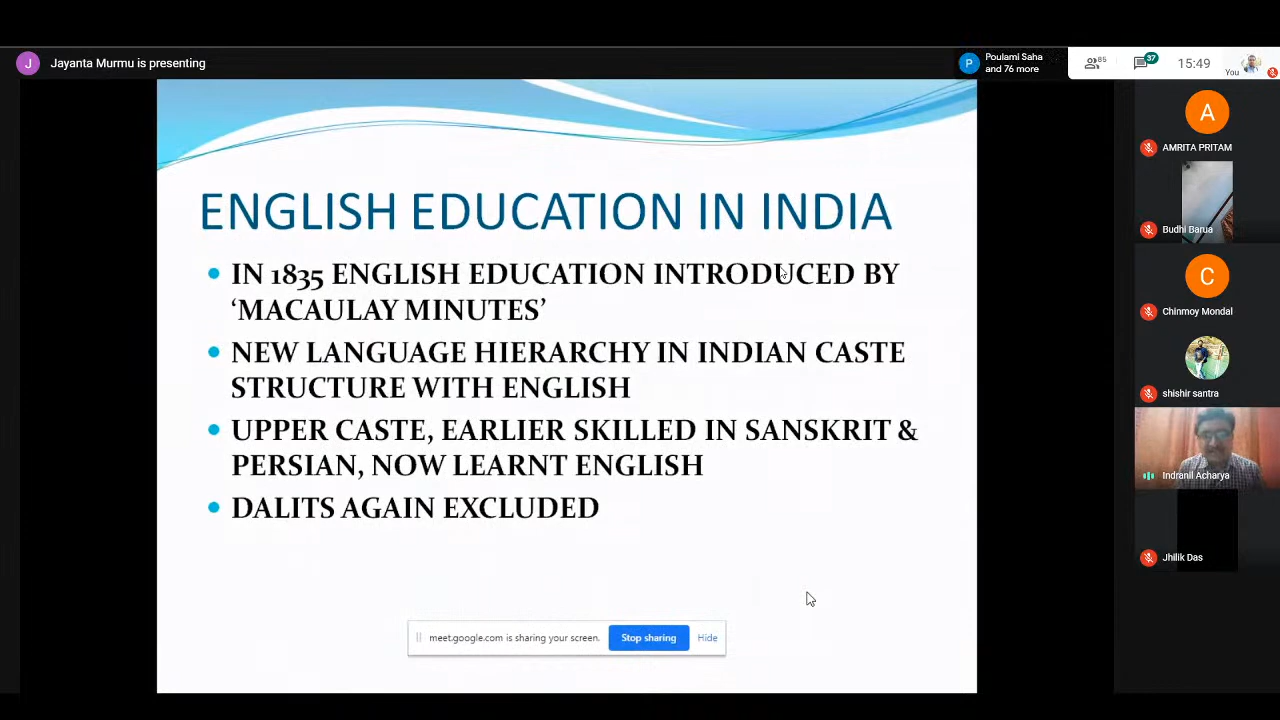 J
Jayanta Murmu is presenting
P
Poulami Saha
and 76 more
85
37
15:49
You
ENGLISH EDUCATION IN INDIA
• IN 1835 ENGLISH EDUCATION INTRODUCED BY
‘MACAULAY MINUTES’
• NEW LANGUAGE HIERARCHY IN INDIAN CASTE
STRUCTURE WITH ENGLISH
• UPPER CASTE, EARLIER SKILLED IN SANSKRIT &
PERSIAN, NOW LEARNT ENGLISH
• DALITS AGAIN EXCLUDED
meet.google.com is sharing your screen.
Stop sharing
Hide
A
AMRITA PRITAM
Budhi Barua
C
Chinmoy Mondal
shishir santra
Indranil Acharya
Jhilik Das